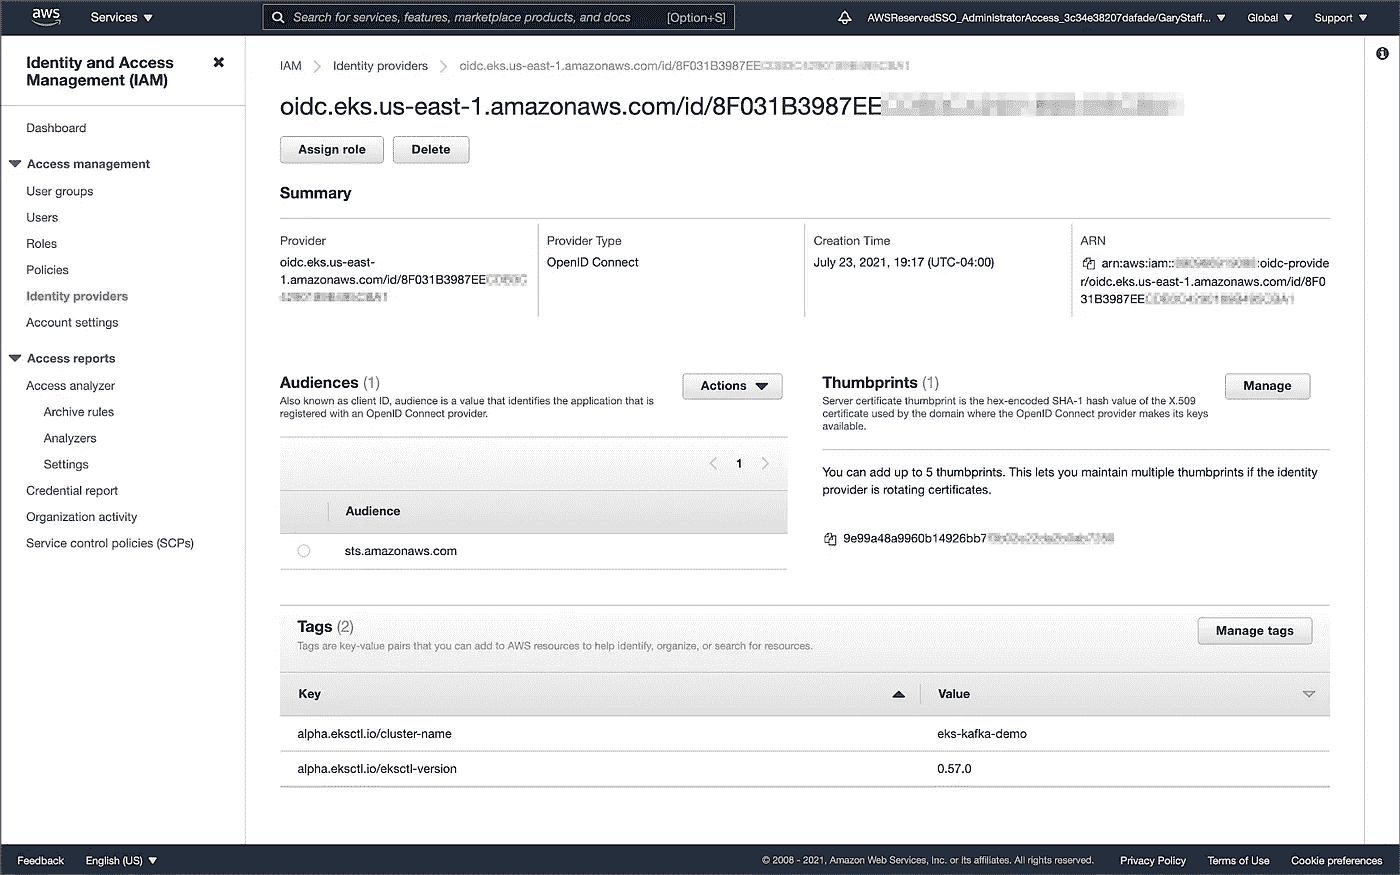 aws Services Search for services, features, marketplace products, and docs [Option+S] AWSReservedSSO_AdministratorAccess_3c34e38207dafade/GaryStaff... Global Support
Identity and Access
Management (IAM)
Dashboard
Access management
User groups
Users
Roles
Policies
Identity providers
Account settings
Access reports
Access analyzer
Archive rules
Analyzers
Settings
Credential report
Organization activity
Service control policies (SCPs)
IAM Identity providers oidc.eks.us-east-1.amazonaws.com/id/8F031B3987EE
oidc.eks.us-east-1.amazonaws.com/id/8F031B3987EE
Assign role Delete
Summary
Provider
oidc.eks.us-east-
1.amazonaws.com/id/8F031B3987EE
Provider Type
OpenID Connect
Creation Time
July 23, 2021, 19:17 (UTC-04:00)
ARN
arn:aws:iam:: :oidc-provide
r/oidc.eks.us-east-1.amazonaws.com/id/8F0
31B3987EE
Audiences (1)
Actions
Also known as client ID, audience is a value that identifies the application that is
registered with an OpenID Connect provider.
1
Audience
sts.amazonaws.com
Thumbprints (1)
Manage
Server certificate thumbprint is the hex-encoded SHA-1 hash value of the X.509
certificate used by the domain where the OpenID Connect provider makes its keys
available.
You can add up to 5 thumbprints. This lets you maintain multiple thumbprints if the identity
provider is rotating certificates.
9e99a48a9960b14926bb7
Tags (2)
Manage tags
Tags are key-value pairs that you can add to AWS resources to help identify, organize, or search for resources.
Key Value
alpha.eksctl.io/cluster-name eks-kafka-demo
alpha.eksctl.io/eksctl-version 0.57.0
Feedback English (US) © 2008 - 2021, Amazon Web Services, Inc. or its affiliates. All rights reserved. Privacy Policy Terms of Use Cookie preferences